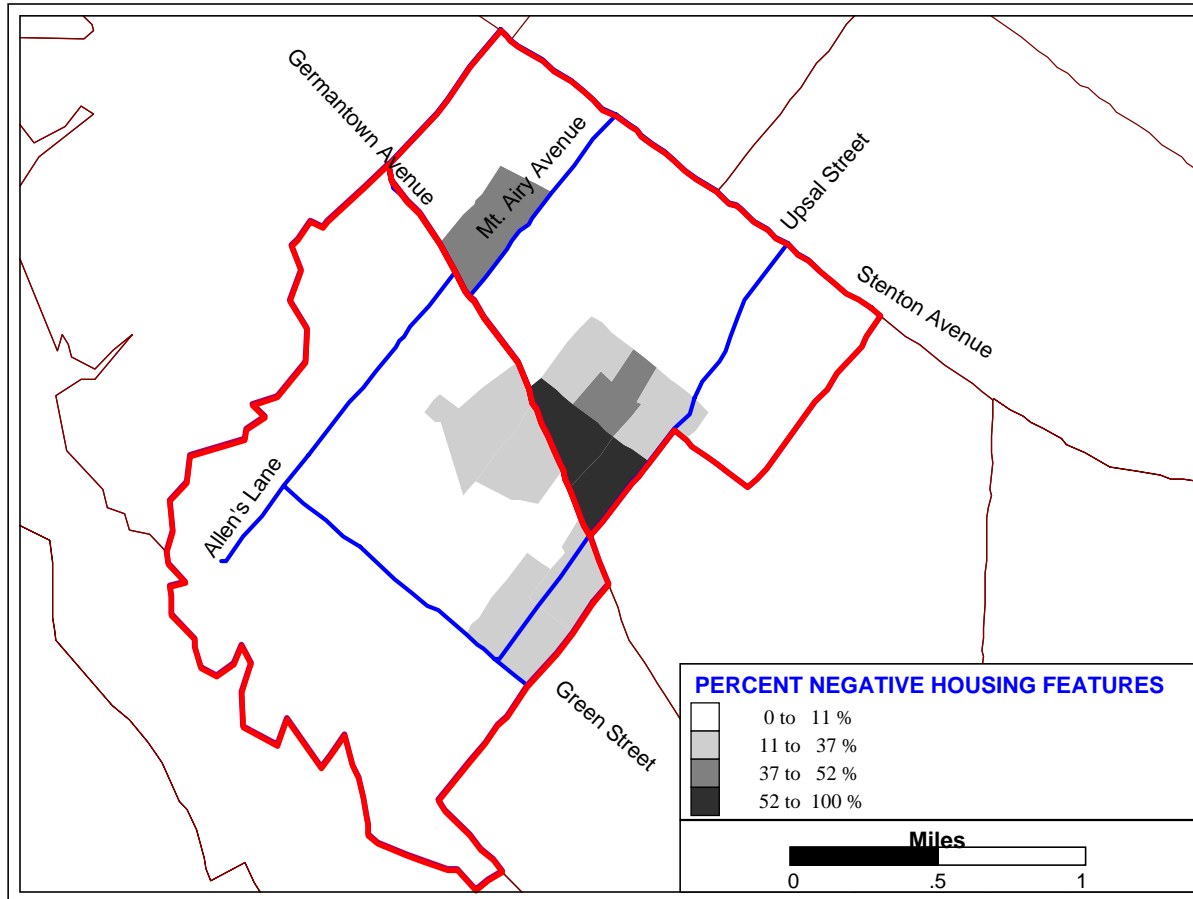 Germantown Avenue
Mt. Airy Avenue
Upsal Street
Stenton Avenue
Allen's Lane
Green Street
PERCENT NEGATIVE HOUSING FEATURES
0 to 11 %
11 to 37 %
37 to 52 %
52 to 100 %
Miles
0 .5 1